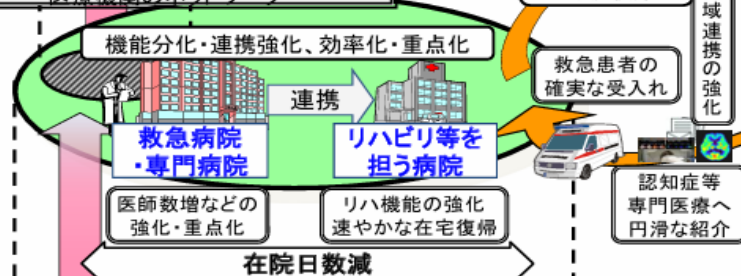 機能分化・連携強化、効率化・重点化
域連携の強化
救急患者の
確実な受入れ
連携
救急病院
・専門病院
リハビリ等を
担う病院
医師数増などの
強化・重点化
リハ機能の強化
速やかな在宅復帰
認知症等
専門医療へ
円滑な紹介
在院日数減